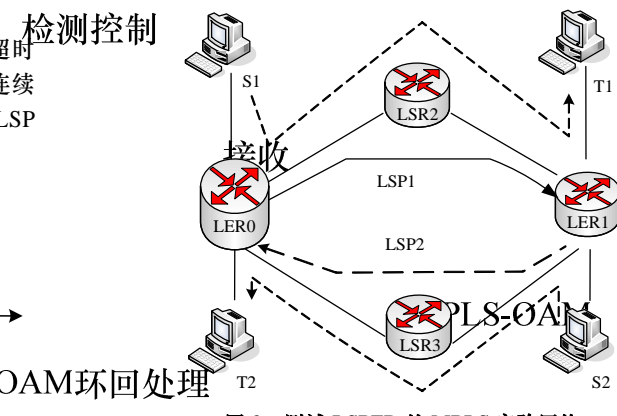 检测控制
超时
连续
LSP
S1
T1
LSR2
接收
LSP1
LER0
LER1
LSP2
PLS-OAM
LSR3
OAM环回处理
T2
S2